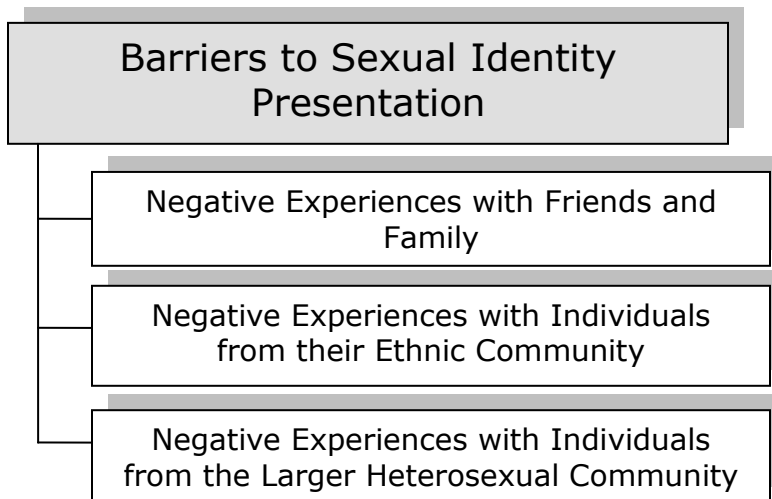 Barriers to Sexual Identity
Presentation
Negative Experiences with Friends and
Family
Negative Experiences with Individuals
from their Ethnic Community
Negative Experiences with Individuals
from the Larger Heterosexual Community